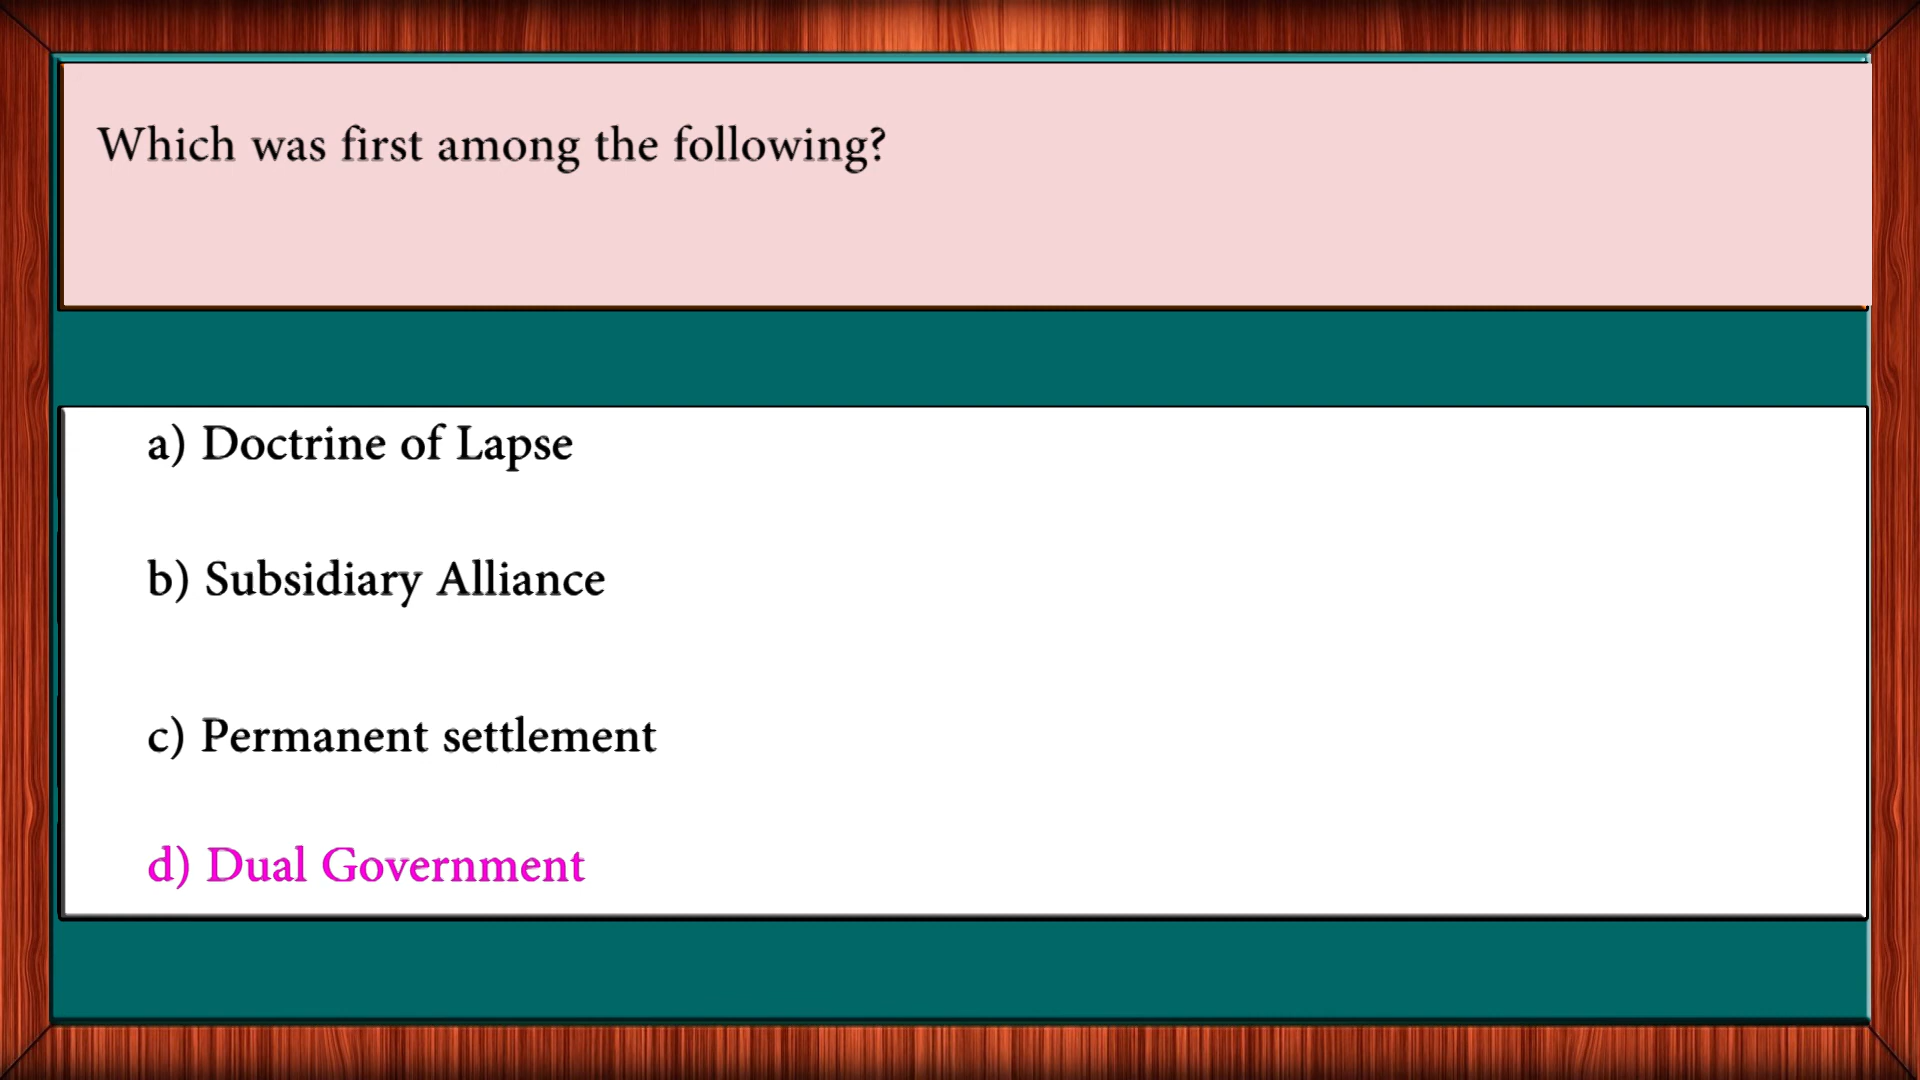 Which was first among the following?
a) Doctrine of Lapse
b) Subsidiary Alliance
c) Permanent settlement
d) Dual Government